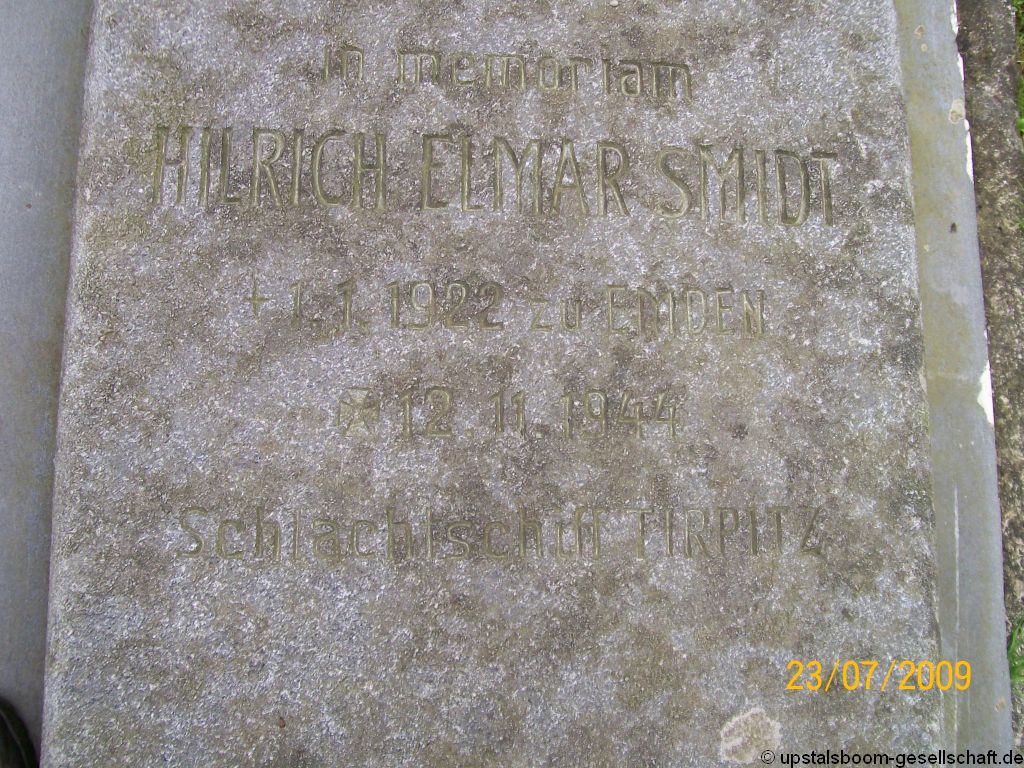 in memoriam
HILRICH ELMAR SMIDT
+ 1.1.1922 zu EMDEN
✠ 12.11.1944
Schlachtschiff TIRPITZ
23/07/2009
© upstalsboom-gesellschaft.de